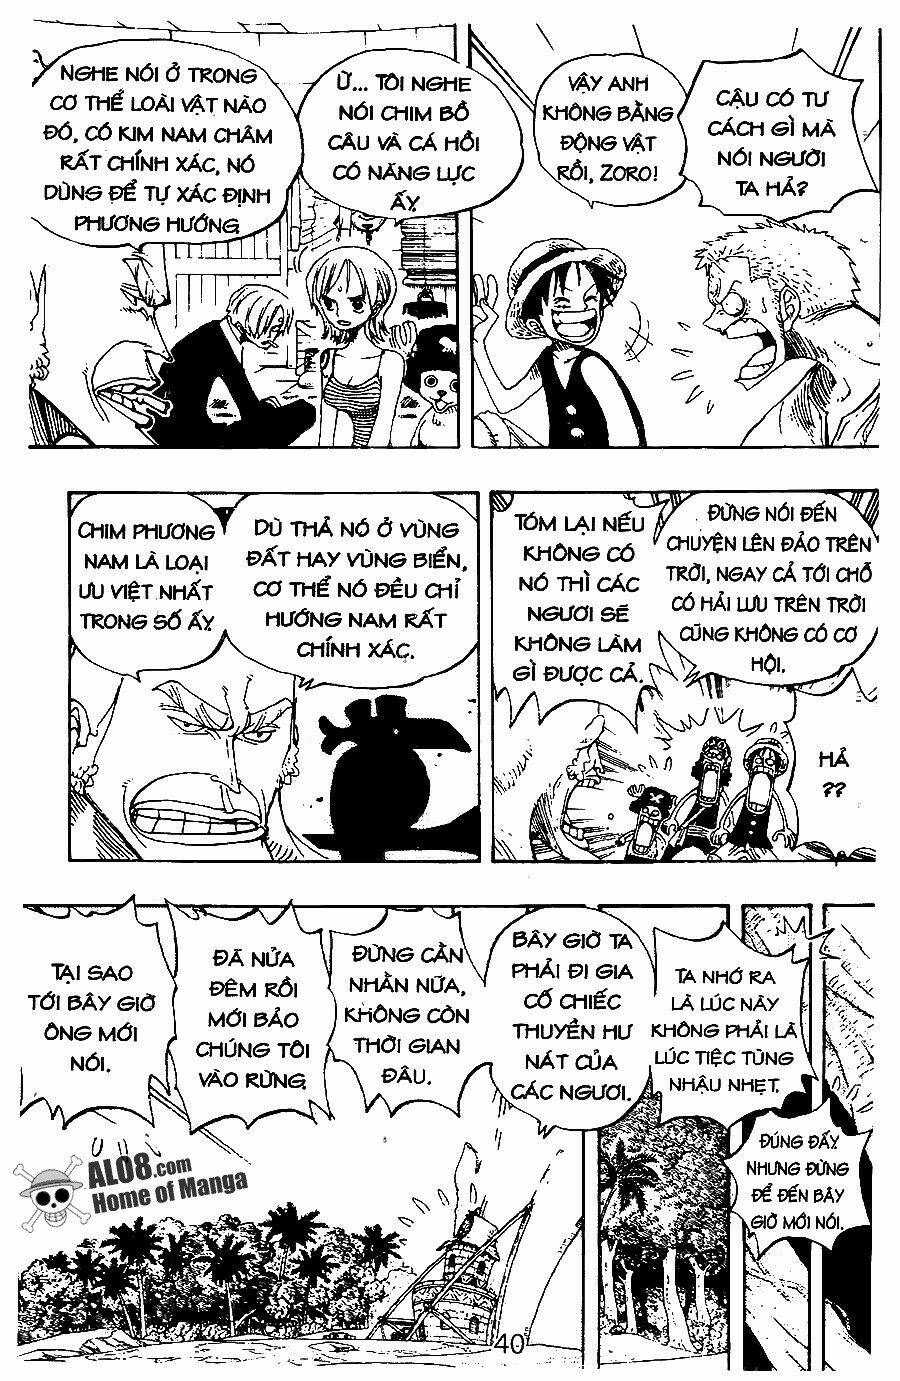 CẬU CÓ TƯ
CÁCH GÌ MÀ
NÓI NGƯỜI
TA HẢ?
VẬY ANH
KHÔNG BẰNG
ĐỘNG VẬT
RỒI, ZORO!
Ừ... TÔI NGHE
NÓI CHIM BỒ
CÂU VÀ CÁ HỒI
CÓ NĂNG LỰC
ẤY.
NGHE NÓI Ở TRONG
CƠ THỂ LOÀI VẬT NÀO
ĐÓ, CÓ KIM NAM CHÂM
RẤT CHÍNH XÁC, NÓ
DÙNG ĐỂ TỰ XÁC ĐỊNH
PHƯƠNG HƯỚNG.
ĐỪNG NÓI ĐẾN
CHUYỆN LÊN ĐẢO TRÊN
TRỜI, NGAY CẢ TỚI CHỖ
CÓ HẢI LƯU TRÊN TRỜI
CŨNG KHÔNG CÓ CƠ
HỘI.
TÓM LẠI NẾU
KHÔNG CÓ
NÓ THÌ CÁC
NGƯƠI SẼ
KHÔNG LÀM
GÌ ĐƯỢC CẢ.
HẢ
??
DÙ THẢ NÓ Ở VÙNG
ĐẤT HAY VÙNG BIỂN,
CƠ THỂ NÓ ĐỀU CHỈ
HƯỚNG NAM RẤT
CHÍNH XÁC.
CHIM PHƯƠNG
NAM LÀ LOẠI
ƯU VIỆT NHẤT
TRONG SỐ ẤY.
TA NHỚ RA
LÀ LÚC NÀY
KHÔNG PHẢI LÀ
LÚC TIỆC TÙNG
NHẬU NHẸT.
ĐÚNG ĐẤY
NHƯNG ĐỪNG
ĐỂ ĐẾN BÂY
GIỜ MỚI NÓI.
BÂY GIỜ TA
PHẢI ĐI GIA
CỐ CHIẾC
THUYỀN HƯ
NÁT CỦA
CÁC NGƯƠI.
ĐỪNG CẰN
NHẰN NỮA,
KHÔNG CÒN
THỜI GIAN
ĐÂU.
ĐÃ NỬA
ĐÊM RỒI
MỚI BẢO
CHÚNG TÔI
VÀO RỪNG.
TẠI SAO
TỚI BÂY GIỜ
ÔNG MỚI
NÓI.
ALO8.com
Home of Manga
40